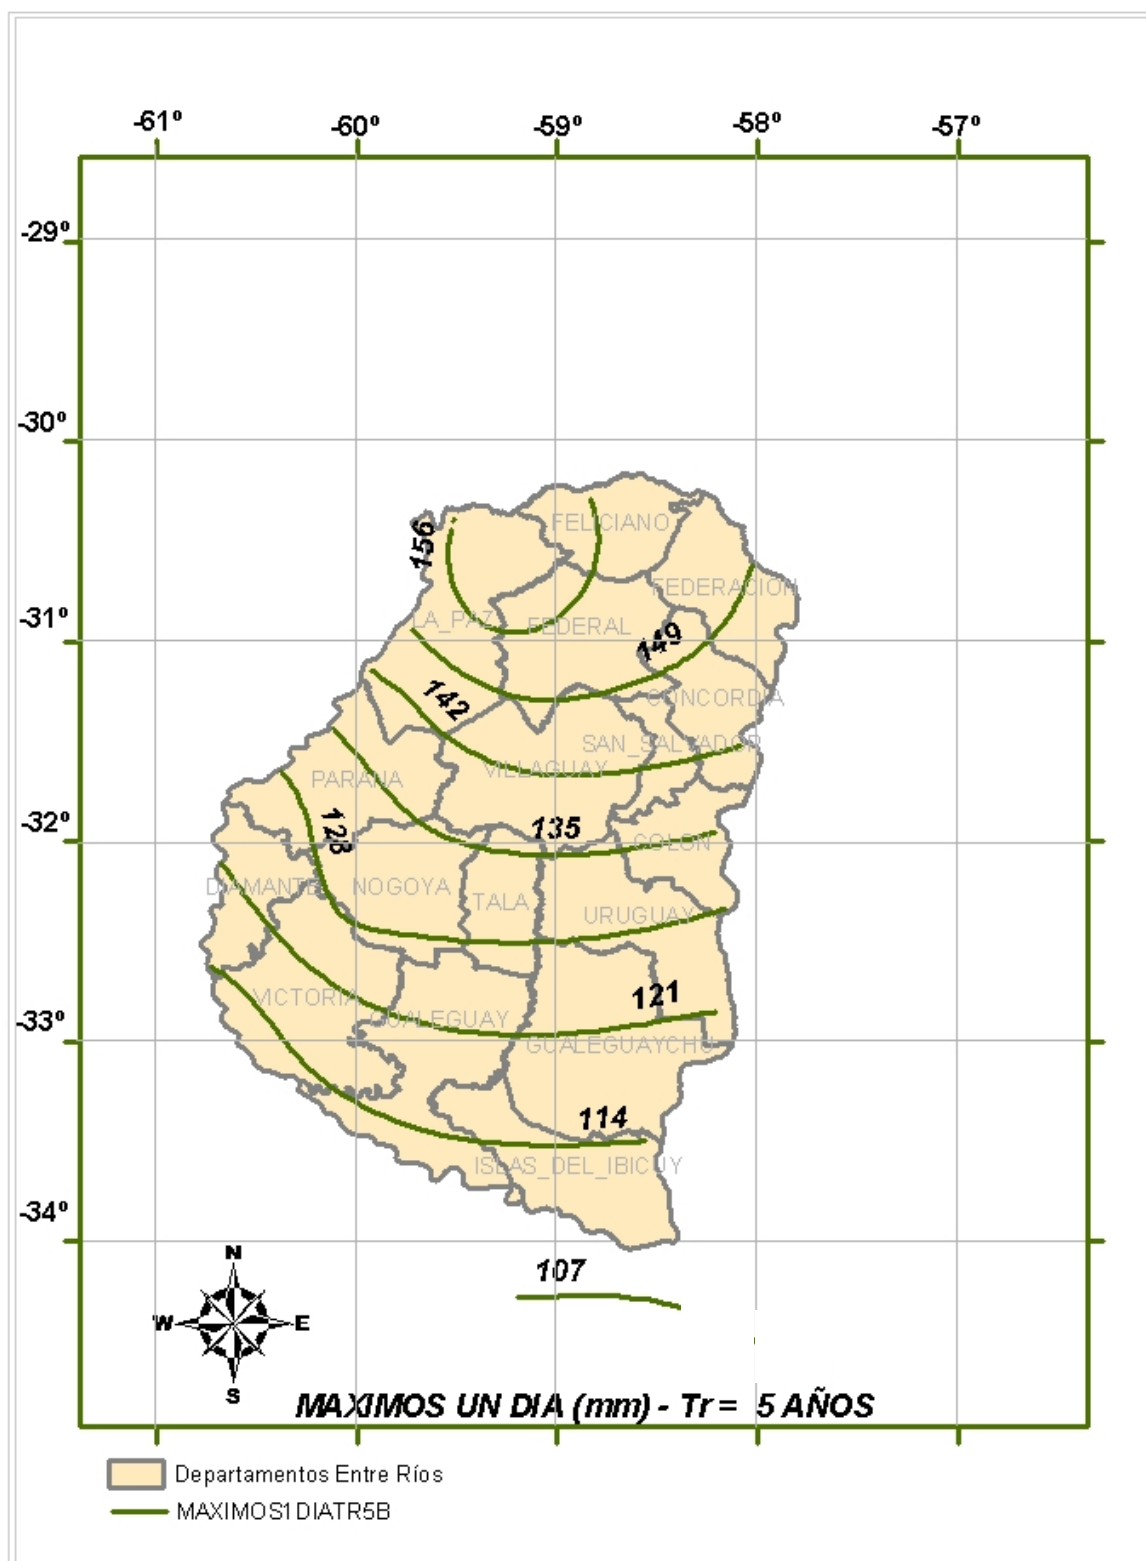 -61º -60º -59º -58º -57º
-29º
-30º
FELICIANO
156
FEDERACION
-31º
LA_PAZ
FEDERAL
149
142
CONCORDIA
SAN_SALVADOR
VILLAGUAY
PARANA
-32º
128
135
COLON
DIAMANTE
NOGOYA
TALA
URUGUAY
121
VICTORIA
-33º
GUALEGUAY
GUALEGUAYCHU
114
ISLAS_DEL_IBICUY
-34º
107
N
W E
S
MAXIMOS UN DIA (mm) - Tr = 5 AÑOS
Departamentos Entre Ríos
MAXIMOS1DIATR5B